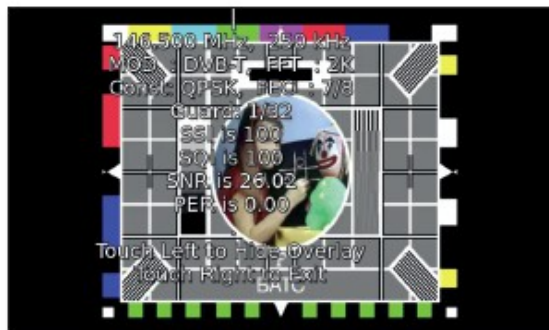 146.500 MHz, 250 kHz
MOD : DVB-T, FFT : 2K
Const: QPSK, FEC : 7/8
Guard: 1/32
SSI is 100
SQI is 100
SNR is 26.02
PER is 0.00
Touch Left to Hide Overlay
Touch Right to Exit
BATC